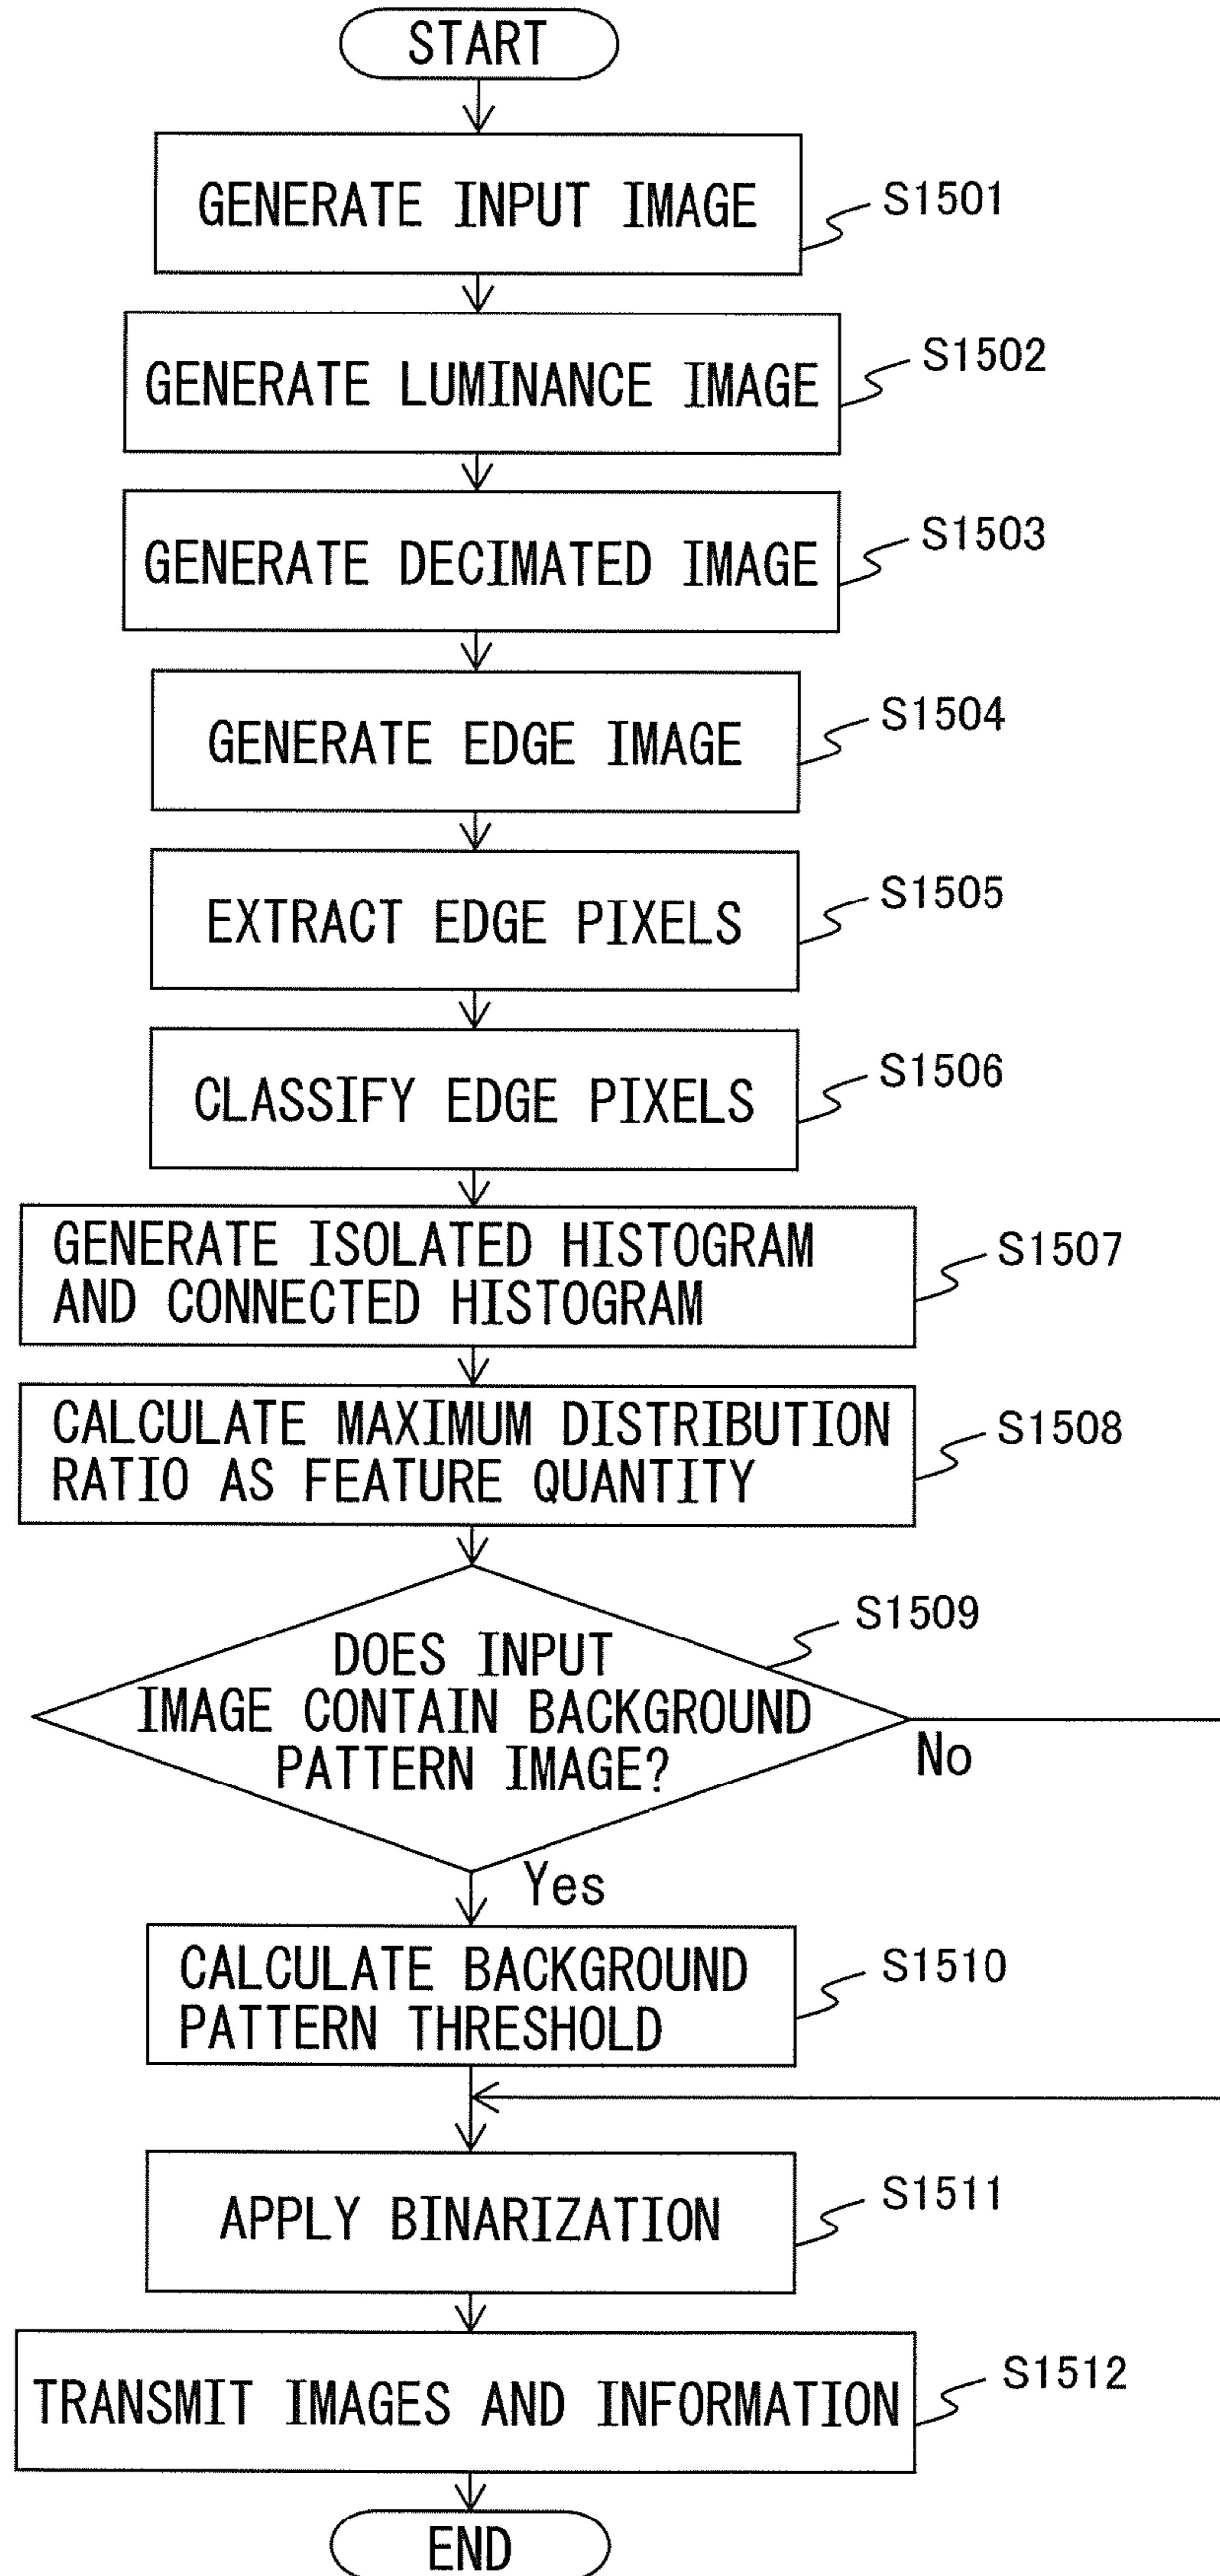 START
GENERATE INPUT IMAGE
S1501
GENERATE LUMINANCE IMAGE
S1502
GENERATE DECIMATED IMAGE
S1503
GENERATE EDGE IMAGE
S1504
EXTRACT EDGE PIXELS
S1505
CLASSIFY EDGE PIXELS
S1506
GENERATE ISOLATED HISTOGRAM
AND CONNECTED HISTOGRAM
S1507
CALCULATE MAXIMUM DISTRIBUTION
RATIO AS FEATURE QUANTITY
S1508
DOES INPUT
IMAGE CONTAIN BACKGROUND
PATTERN IMAGE?
S1509
No
Yes
CALCULATE BACKGROUND
PATTERN THRESHOLD
S1510
APPLY BINARIZATION
S1511
TRANSMIT IMAGES AND INFORMATION
S1512
END